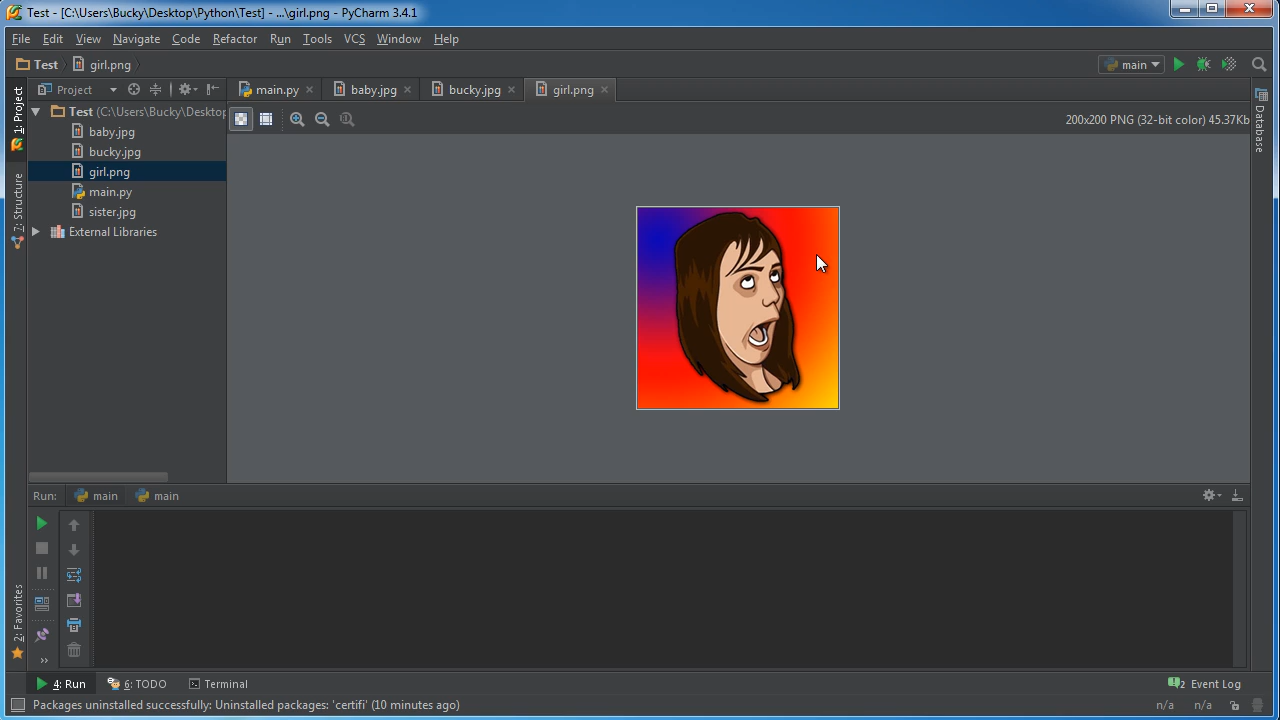 Test - [C:\Users\Bucky\Desktop\Python\Test] - ...\girl.png - PyCharm 3.4.1
File Edit View Navigate Code Refactor Run Tools VCS Window Help
Test girl.png main
1: Project
Project main.py baby.jpg bucky.jpg girl.png
Test (C:\Users\Bucky\Desktop
200x200 PNG (32-bit color) 45.37Kb
Database
baby.jpg
bucky.jpg
girl.png
main.py
sister.jpg
External Libraries
7: Structure
Run: main main
2: Favorites
4: Run 6: TODO Terminal 2 Event Log
Packages uninstalled successfully: Uninstalled packages: 'certifi' (10 minutes ago) n/a n/a